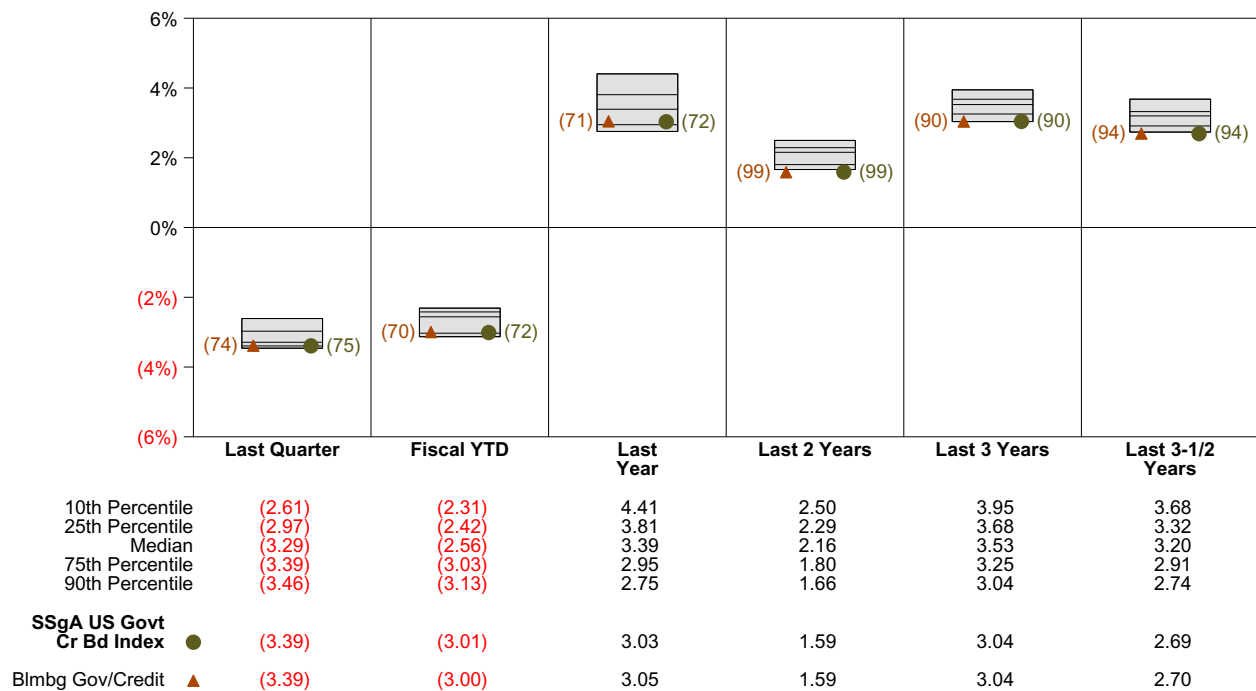 6%
4%
(71) (72) (90) (90)
(94) (94)
2%
(99) (99)
0%
(2%)
(70) (72)
(74) (75)
(4%)
(6%)
Last Quarter Fiscal YTD Last Year Last 2 Years Last 3 Years Last 3-1/2 Years
10th Percentile (2.61) (2.31) 4.41 2.50 3.95 3.68
25th Percentile (2.97) (2.42) 3.81 2.29 3.68 3.32
Median (3.29) (2.56) 3.39 2.16 3.53 3.20
75th Percentile (3.39) (3.03) 2.95 1.80 3.25 2.91
90th Percentile (3.46) (3.13) 2.75 1.66 3.04 2.74
SSgA US Govt
Cr Bd Index (3.39) (3.01) 3.03 1.59 3.04 2.69
Blmbg Gov/Credit (3.39) (3.00) 3.05 1.59 3.04 2.70